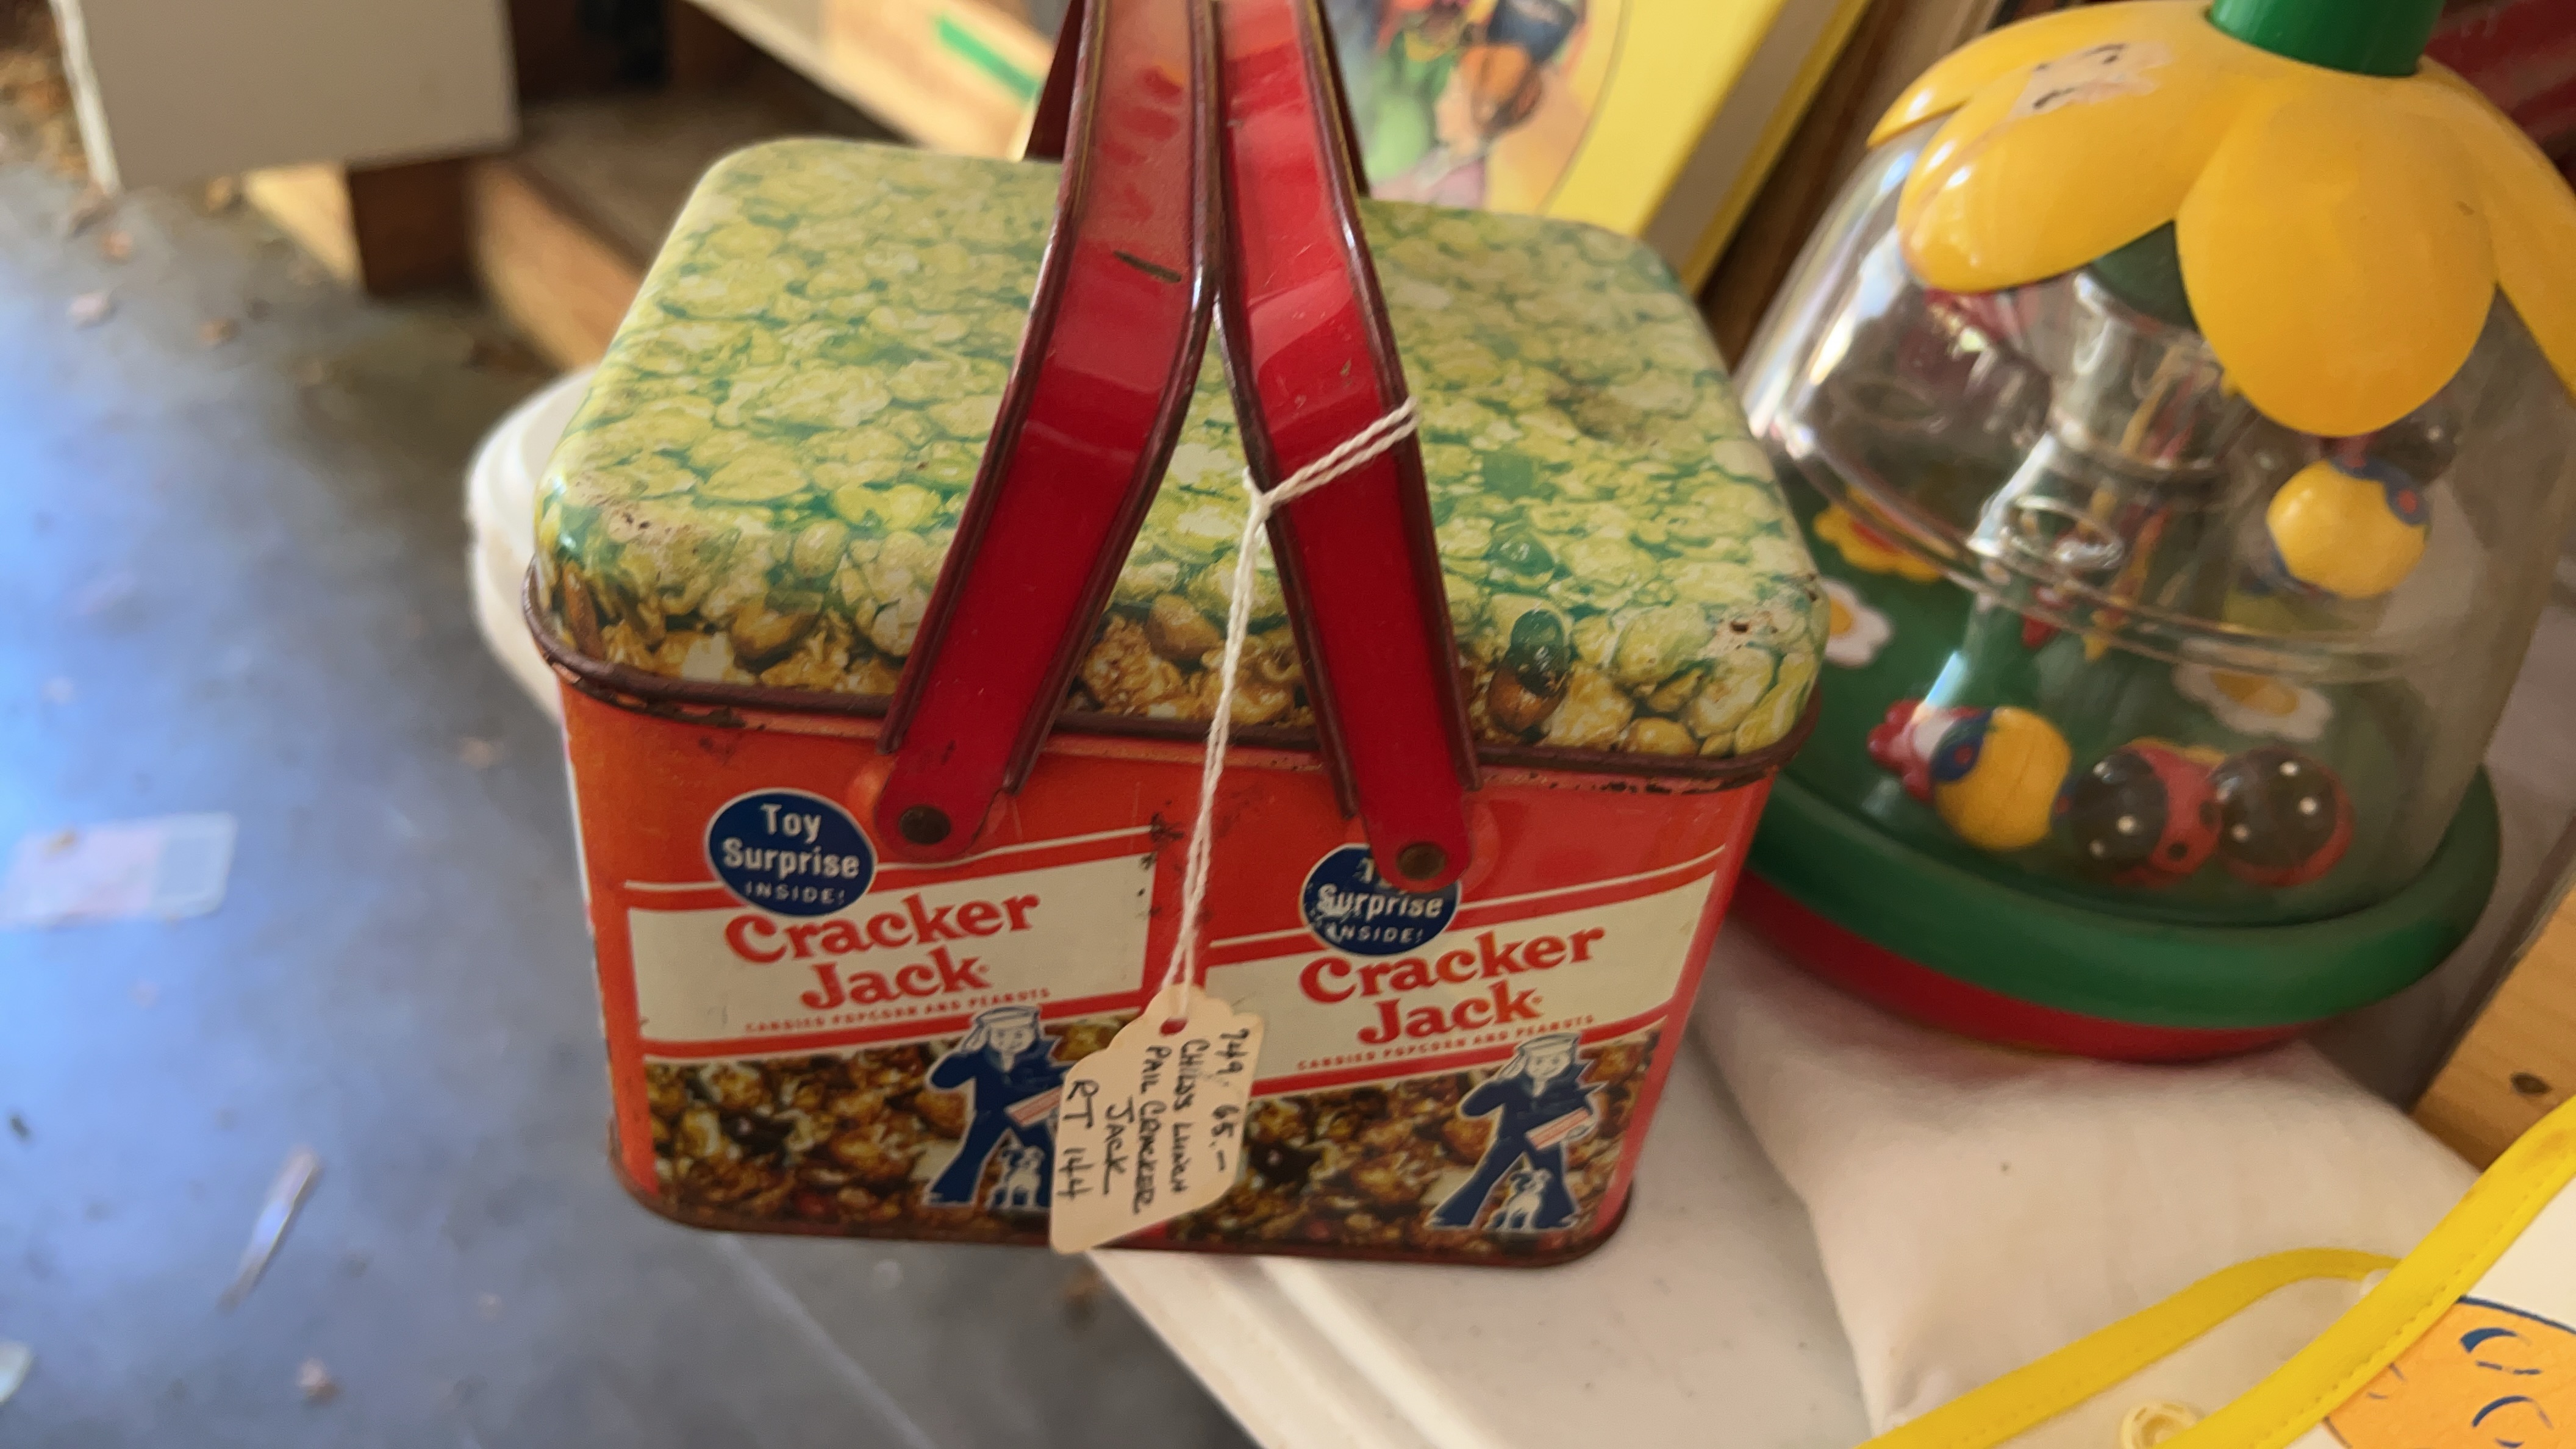 Toy
Surprise
INSIDE!
Cracker
Jack
CANDIED POPCORN AND PEANUTS
Surprise
INSIDE!
Cracker
Jack
CANDIED POPCORN AND PEANUTS
749 65.—
CHILD'S LUNCH
PAIL CRACKER
JACK
RT 144